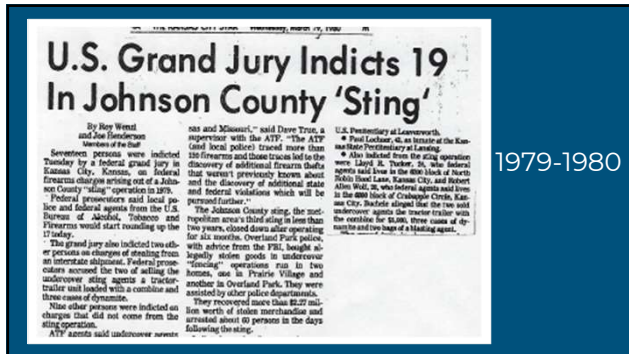 THE KANSAS CITY STAR Wednesday, March 19, 1980
U.S. Grand Jury Indicts 19
In Johnson County ‘Sting’
By Roy Wenzl
and Joe Henderson
Members of the Staff
Seventeen persons were indicted
Tuesday by a federal grand jury in
Kansas City, Kansas, on federal
firearms charges arising out of a John-
son County “sting” operation in 1979.
Federal prosecutors said local po-
lice and federal agents from the U.S.
Bureau of Alcohol, Tobacco and
Firearms would start rounding up the
17 today.
The grand jury also indicted two oth-
er persons on charges of stealing from
an interstate shipment. Federal prose-
cutors accused the two of selling the
undercover sting agents a tractor-
trailer unit loaded with a combine and
three cases of dynamite.
Nine other persons were indicted on
charges that did not come from the
sting operation.
ATF agents said undercover agents
sas and Missouri,” said Dave True, a
supervisor with the ATF. “The ATF
(and local police) traced more than
120 firearms and those traces led to the
discovery of additional firearm thefts
that weren't previously known about
and the discovery of additional state
and federal violations which will be
pursued further.”
The Johnson County sting, the met-
ropolitan area's third sting in less than
two years, closed down after operating
for six months. Overland Park police,
with advice from the FBI, bought al-
legedly stolen goods in undercover
“fencing” operations run in two
homes, one in Prairie Village and
another in Overland Park. They were
assisted by other police departments.
They recovered more than $2.27 mil-
lion worth of stolen merchandise and
arrested about 60 persons in the days
following the sting.
U.S. Penitentiary at Leavenworth.
● Paul Lochner, 42, an inmate at the Kan-
sas State Penitentiary at Lansing.
● Also indicted from the sting operation
were Lloyd R. Tucker, 24, who federal
agents said lives in the block of North
Robin Hood Lane, Kansas City, and Robert
Allen Wolf, 28, who federal agents said lives
in the block of Crabapple Circle, Kan-
sas City. alleged that the two sold
undercover agents the tractor-trailer with
the combine for three cases of dy-
namite and two bags of a blasting agent.
1979-1980